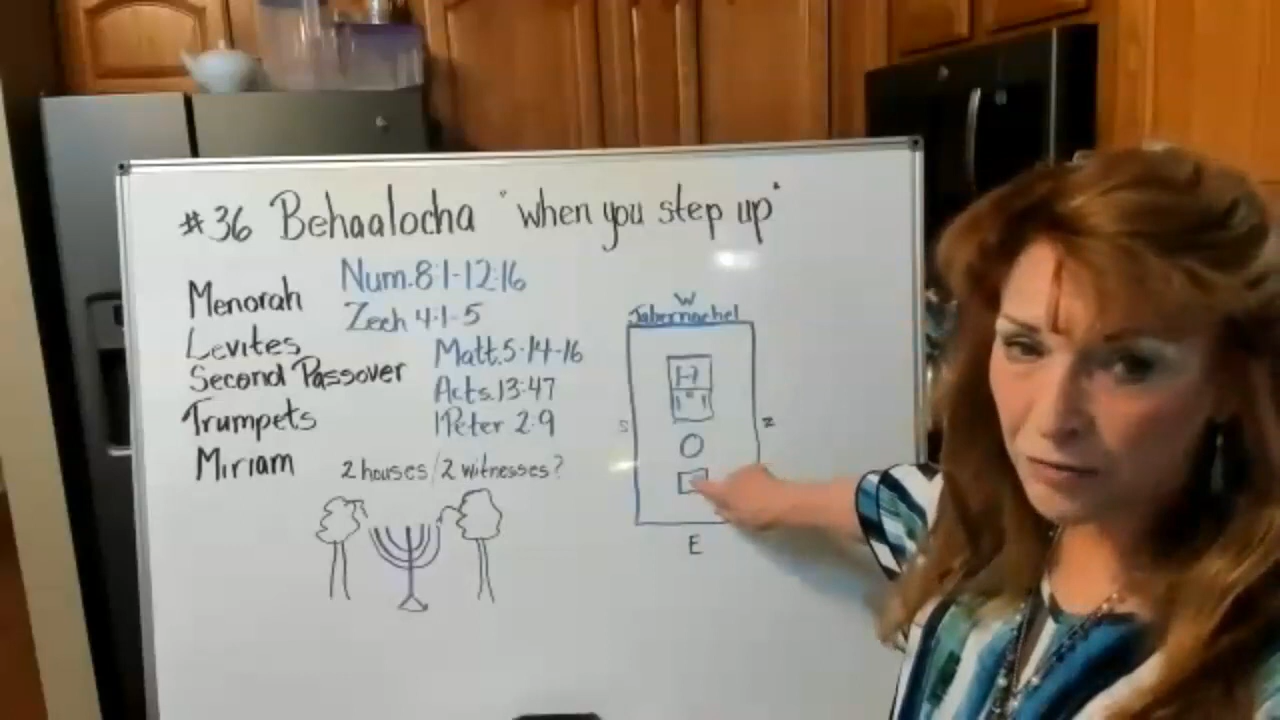 #36 Behaalocha "when you step up"
Menorah
Num.8:1-12:16
Zech 4:1-5
Levites
Matt.5-14-16
Second Passover
Acts.13:47
Trumpets
1Peter 2:9
Miriam
2 houses/2 witnesses?
W
Tabernachel
S
N
E